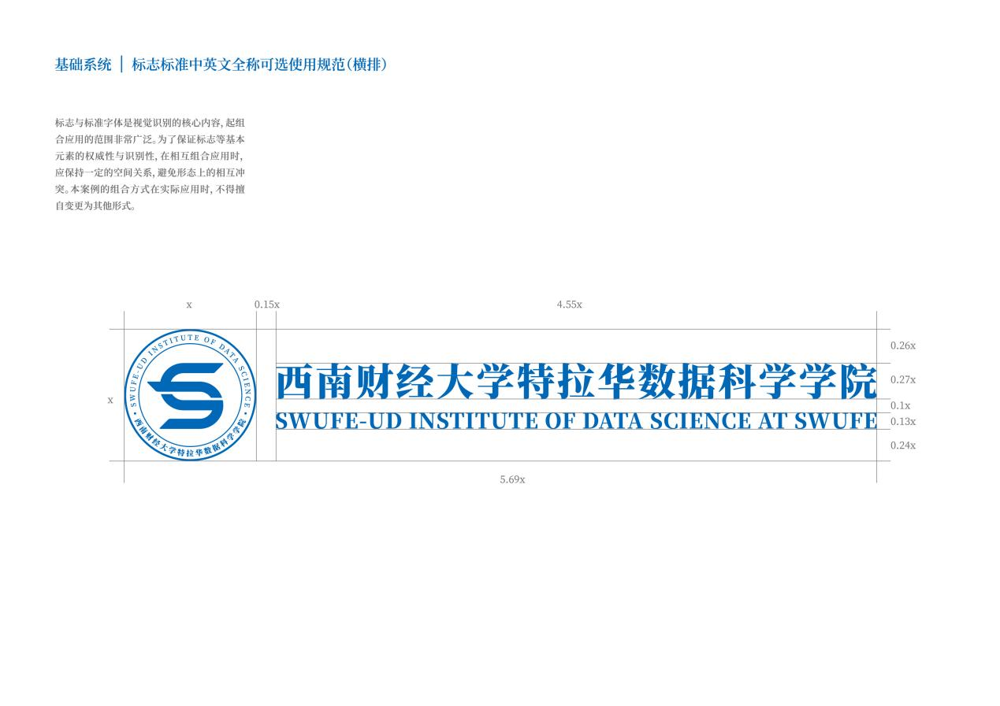 基础系统 | 标志标准中英文全称可选使用规范（横排）
标志与标准字体是视觉识别的核心内容，起组
合应用的范围非常广泛。为了保证标志等基本
元素的权威性与识别性，在相互组合应用时，
应保持一定的空间关系，避免形态上的相互冲
突。本案例的组合方式在实际应用时，不得擅
自变更为其他形式。
x
0.15x
4.55x
x
SWUFE-UD INSTITUTE OF DATA SCIENCE
西南财经大学特拉华数据科学学院
西南财经大学特拉华数据科学学院
SWUFE-UD INSTITUTE OF DATA SCIENCE AT SWUFE
0.26x
0.27x
0.1x
0.13x
0.24x
5.69x